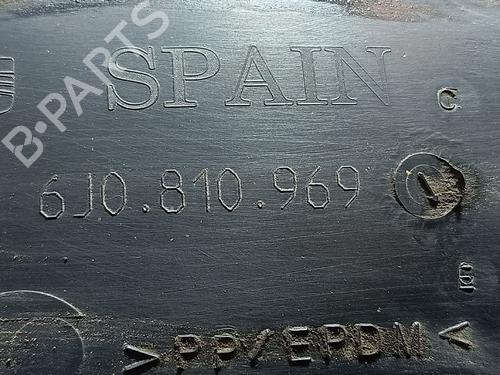 SPAIN
C
6J0.810.969
>PP/EPDM<
B-PARTS